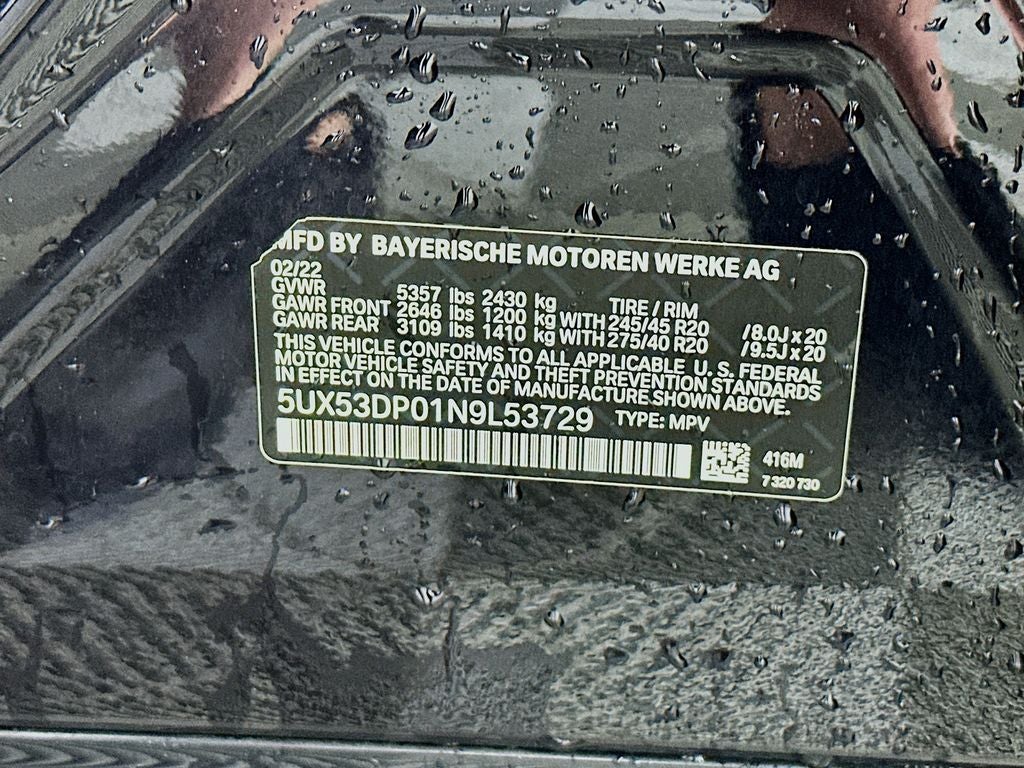 MFD BY BAYERISCHE MOTOREN WERKE AG
02/22
GVWR 5357 lbs 2430 kg TIRE / RIM
GAWR FRONT 2646 lbs 1200 kg WITH 245/45 R20 /8.0J x 20
GAWR REAR 3109 lbs 1410 kg WITH 275/40 R20 /9.5J x 20
THIS VEHICLE CONFORMS TO ALL APPLICABLE U. S. FEDERAL
MOTOR VEHICLE SAFETY AND THEFT PREVENTION STANDARDS
IN EFFECT ON THE DATE OF MANUFACTURE SHOWN ABOVE.
5UX53DP01N9L53729 TYPE: MPV
416M
7 320 730